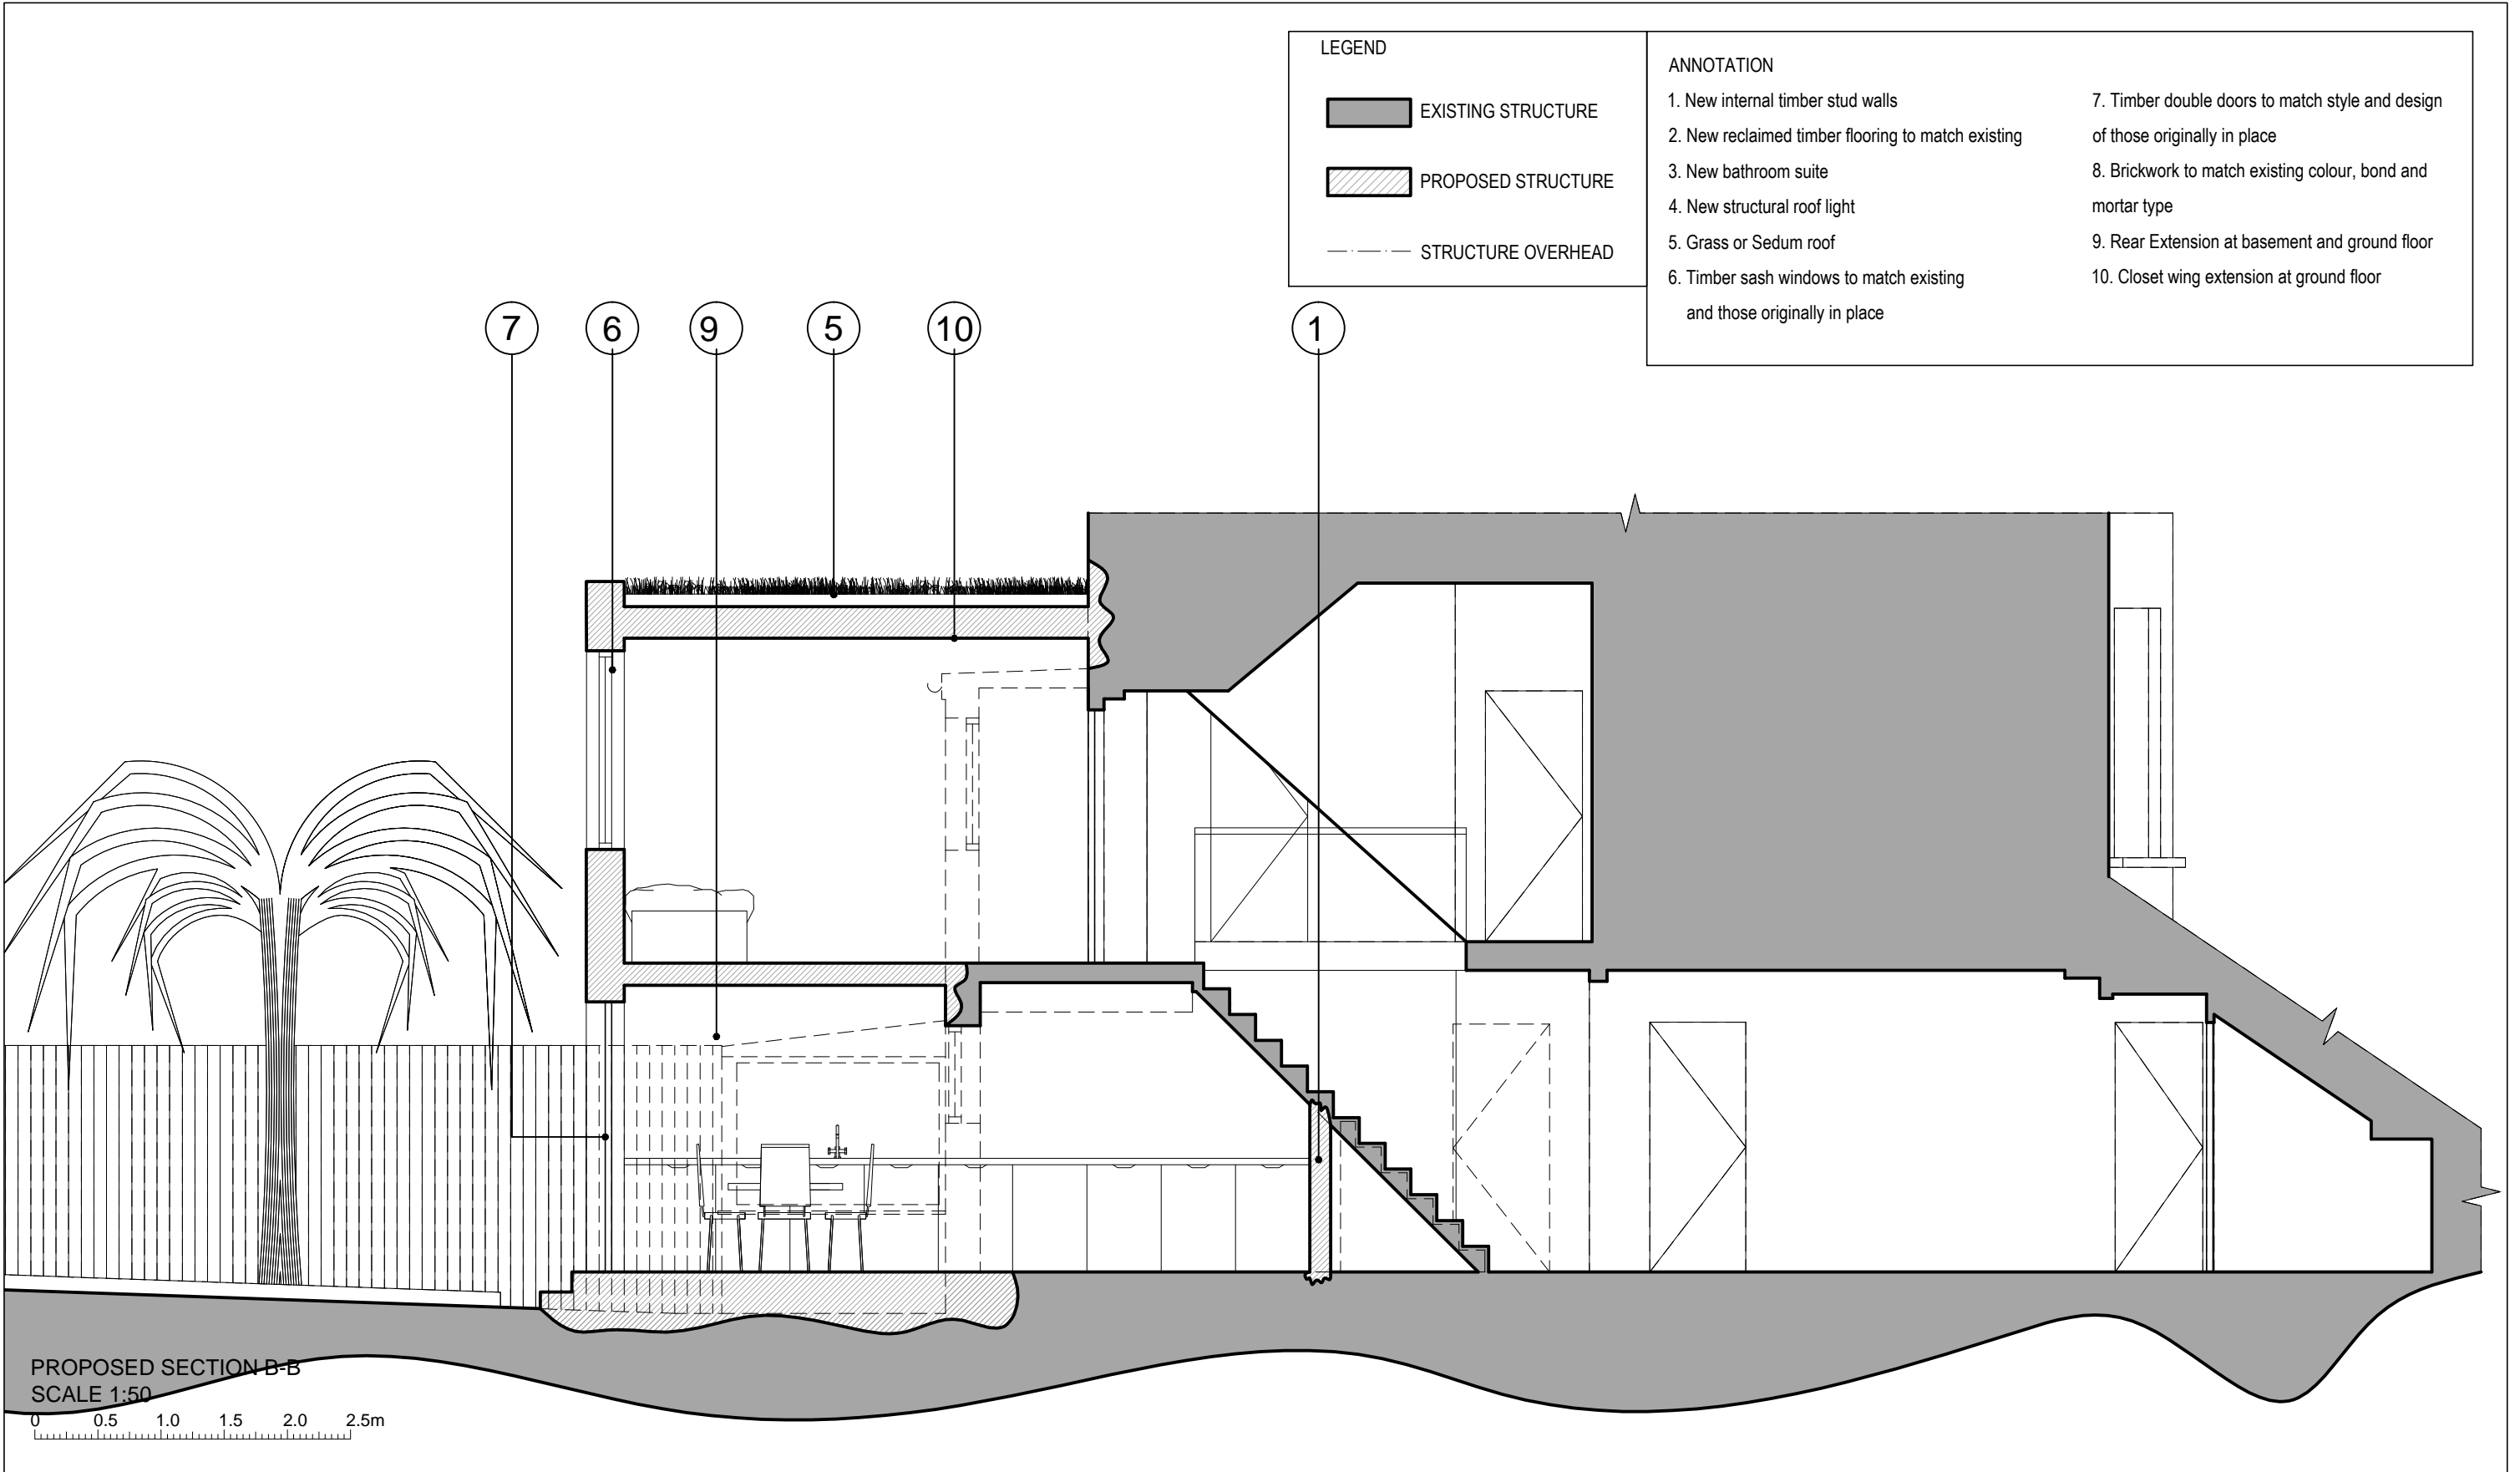 LEGEND
EXISTING STRUCTURE
PROPOSED STRUCTURE
STRUCTURE OVERHEAD
ANNOTATION
1. New internal timber stud walls
2. New reclaimed timber flooring to match existing
3. New bathroom suite
4. New structural roof light
5. Grass or Sedum roof
6. Timber sash windows to match existing
and those originally in place
7. Timber double doors to match style and design
of those originally in place
8. Brickwork to match existing colour, bond and
mortar type
9. Rear Extension at basement and ground floor
10. Closet wing extension at ground floor
7 6 9 5 10 1
PROPOSED SECTION B-B
SCALE 1:50
0 0.5 1.0 1.5 2.0 2.5m